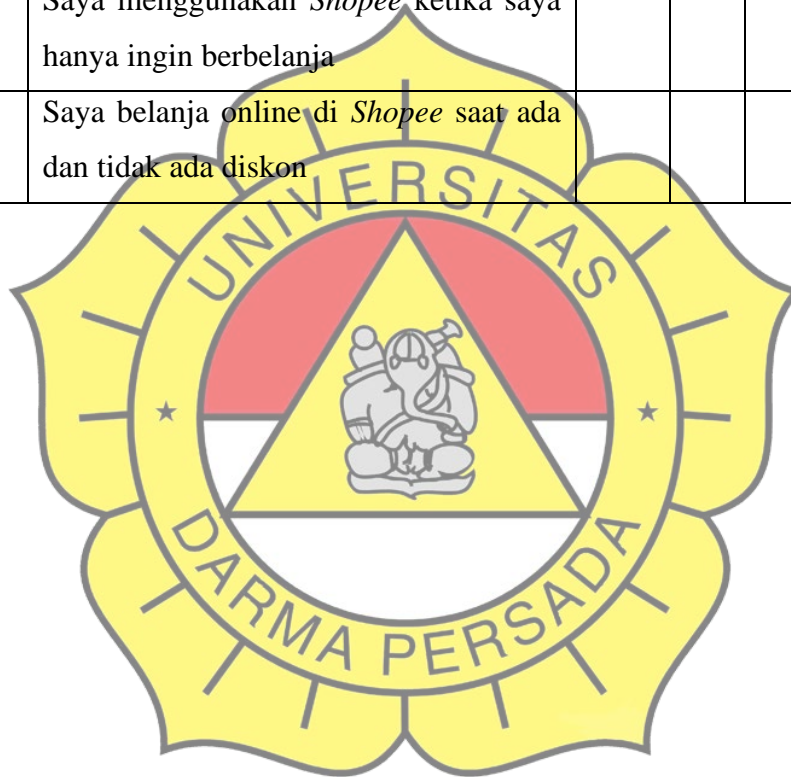 Saya menggunakan Shopee ketika saya
hanya ingin berbelanja
Saya belanja online di Shopee saat ada
dan tidak ada diskon
UNIVERSITAS
DARMA PERSADA